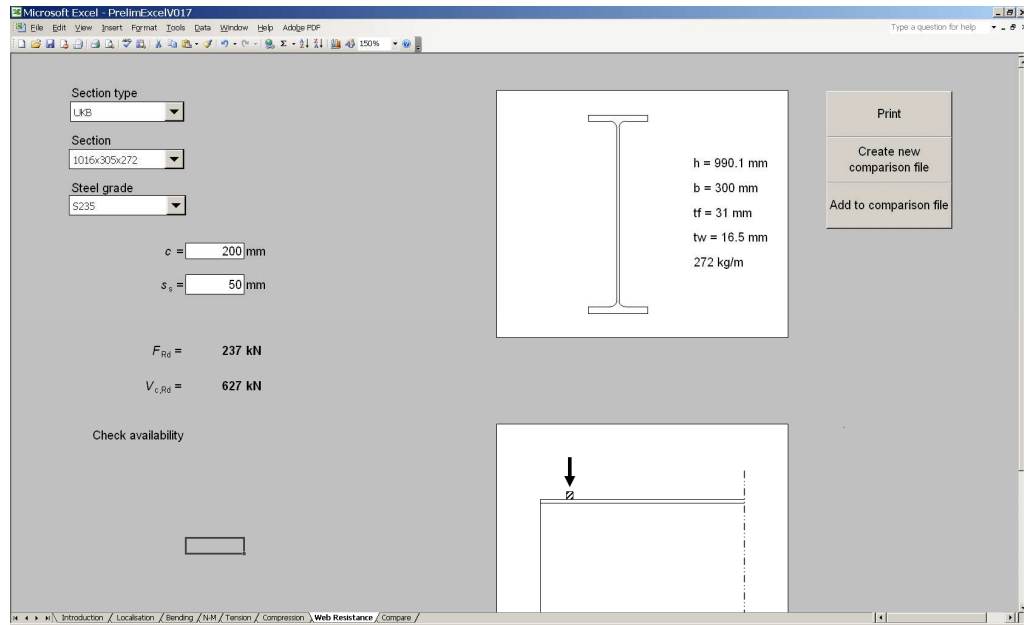 Microsoft Excel - PrelimExcelV017
File Edit View Insert Format Tools Data Window Help Adobe PDF
Type a question for help
150%
Section type
UKB
Section
1016x305x272
Steel grade
S235
c = 200 mm
s s = 50 mm
F Rd = 237 kN
V c,Rd = 627 kN
Check availability
h = 990.1 mm
b = 300 mm
tf = 31 mm
tw = 16.5 mm
272 kg/m
Print
Create new
comparison file
Add to comparison file
Introduction / Localisation / Bending / N-M / Tension / Compression \ Web Resistance / Compare /